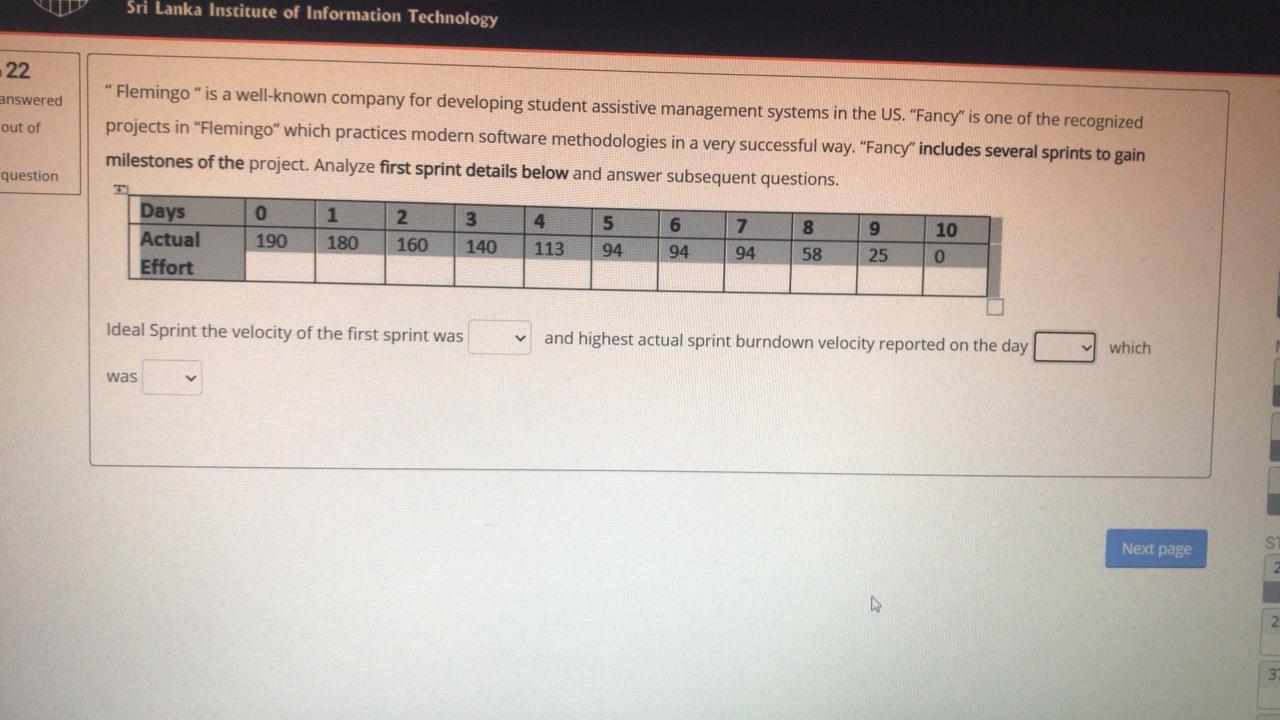 Sri Lanka Institute of Information Technology
22
answered
out of
question
" Flemingo " is a well-known company for developing student assistive management systems in the US. "Fancy" is one of the recognized
projects in "Flemingo" which practices modern software methodologies in a very successful way. "Fancy" includes several sprints to gain
milestones of the project. Analyze first sprint details below and answer subsequent questions.
Days 0 1 2 3 4 5 6 7 8 9 10
Actual 190 180 160 140 113 94 94 94 58 25 0
Effort
Ideal Sprint the velocity of the first sprint was and highest actual sprint burndown velocity reported on the day which
was
Next page